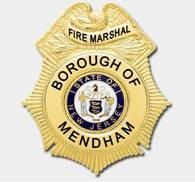 FIRE MARSHAL
BOROUGH OF
STATE OF
NEW JERSEY
MENDHAM